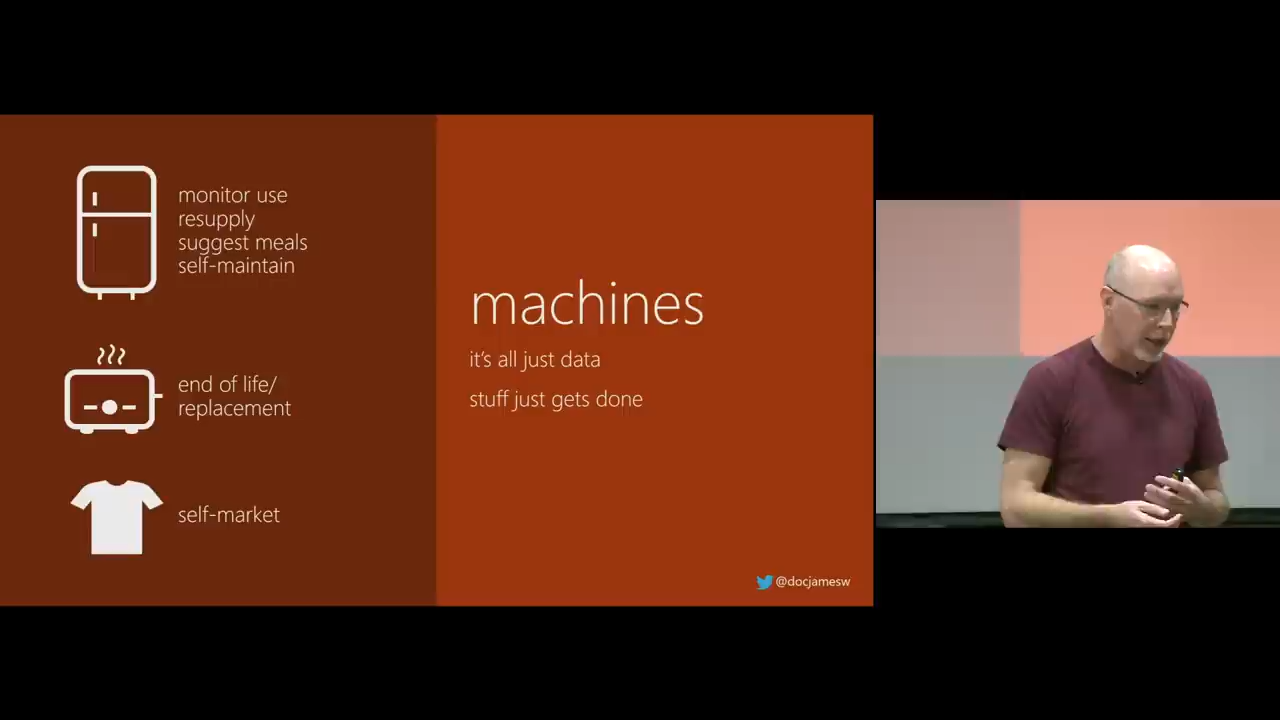 monitor use
resupply
suggest meals
self-maintain
end of life/
replacement
self-market
machines
it's all just data
stuff just gets done
@docjamesw